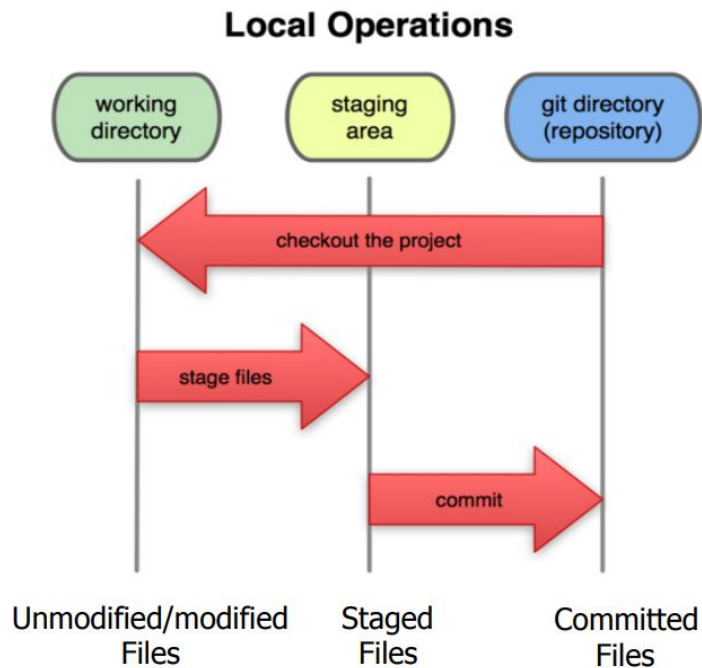 Local Operations
working
directory
staging
area
git directory
(repository)
checkout the project
stage files
commit
Unmodified/modified
Files
Staged
Files
Committed
Files